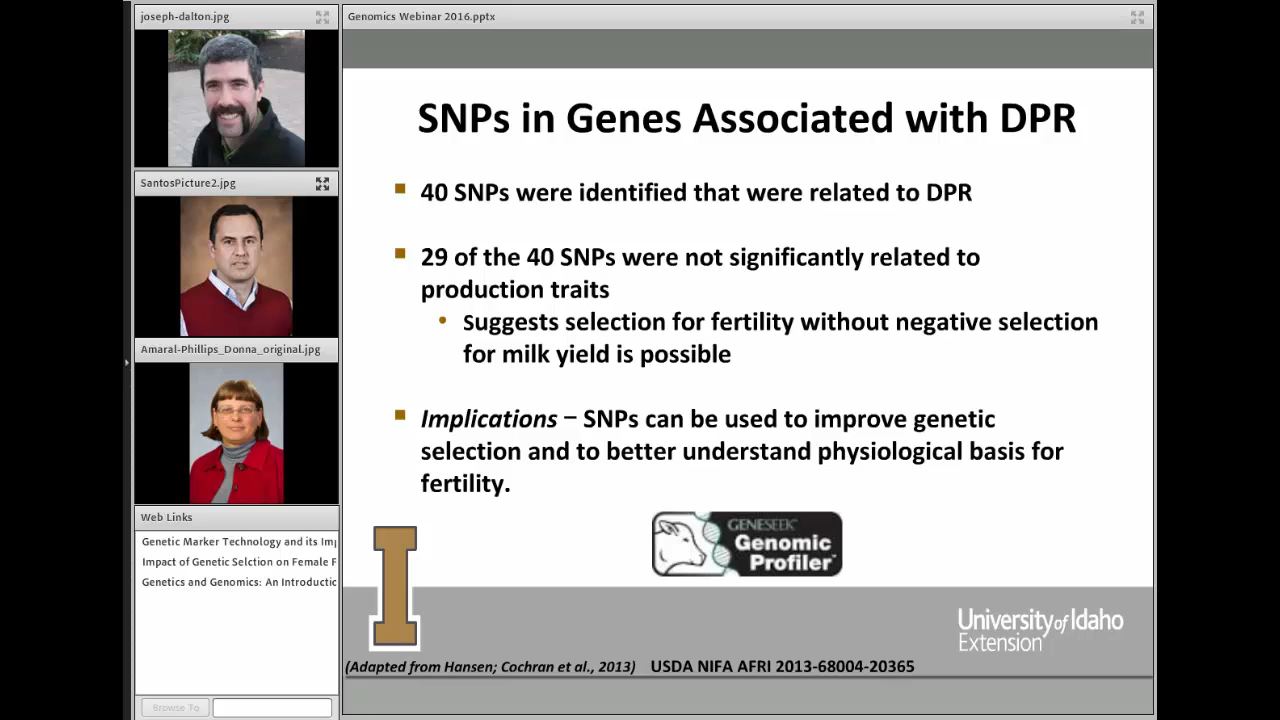 joseph-dalton.jpg
SantosPicture2.jpg
Amaral-Phillips_Donna_original.jpg
Web Links
Genetic Marker Technology and its Im
Impact of Genetic Selction on Female F
Genetics and Genomics: An Introductic
Browse To
Genomics Webinar 2016.pptx
SNPs in Genes Associated with DPR
40 SNPs were identified that were related to DPR
29 of the 40 SNPs were not significantly related to
production traits
Suggests selection for fertility without negative selection
for milk yield is possible
Implications – SNPs can be used to improve genetic
selection and to better understand physiological basis for
fertility.
GENESEEK
Genomic
Profiler™
I
University of Idaho
Extension
(Adapted from Hansen; Cochran et al., 2013) USDA NIFA AFRI 2013-68004-20365